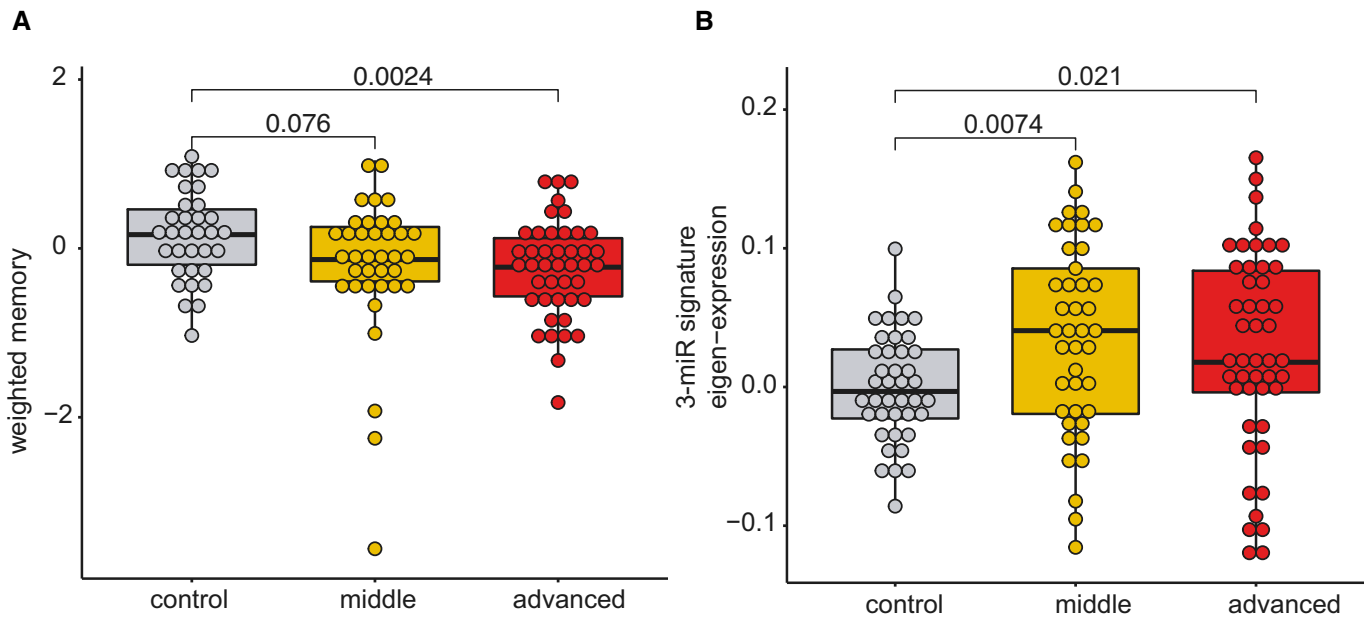 A
weighted memory
2
0
−2
0.0024
0.076
control
middle
advanced
B
3-miR signature
eigen−expression
0.2
0.1
0.0
−0.1
0.021
0.0074
control
middle
advanced